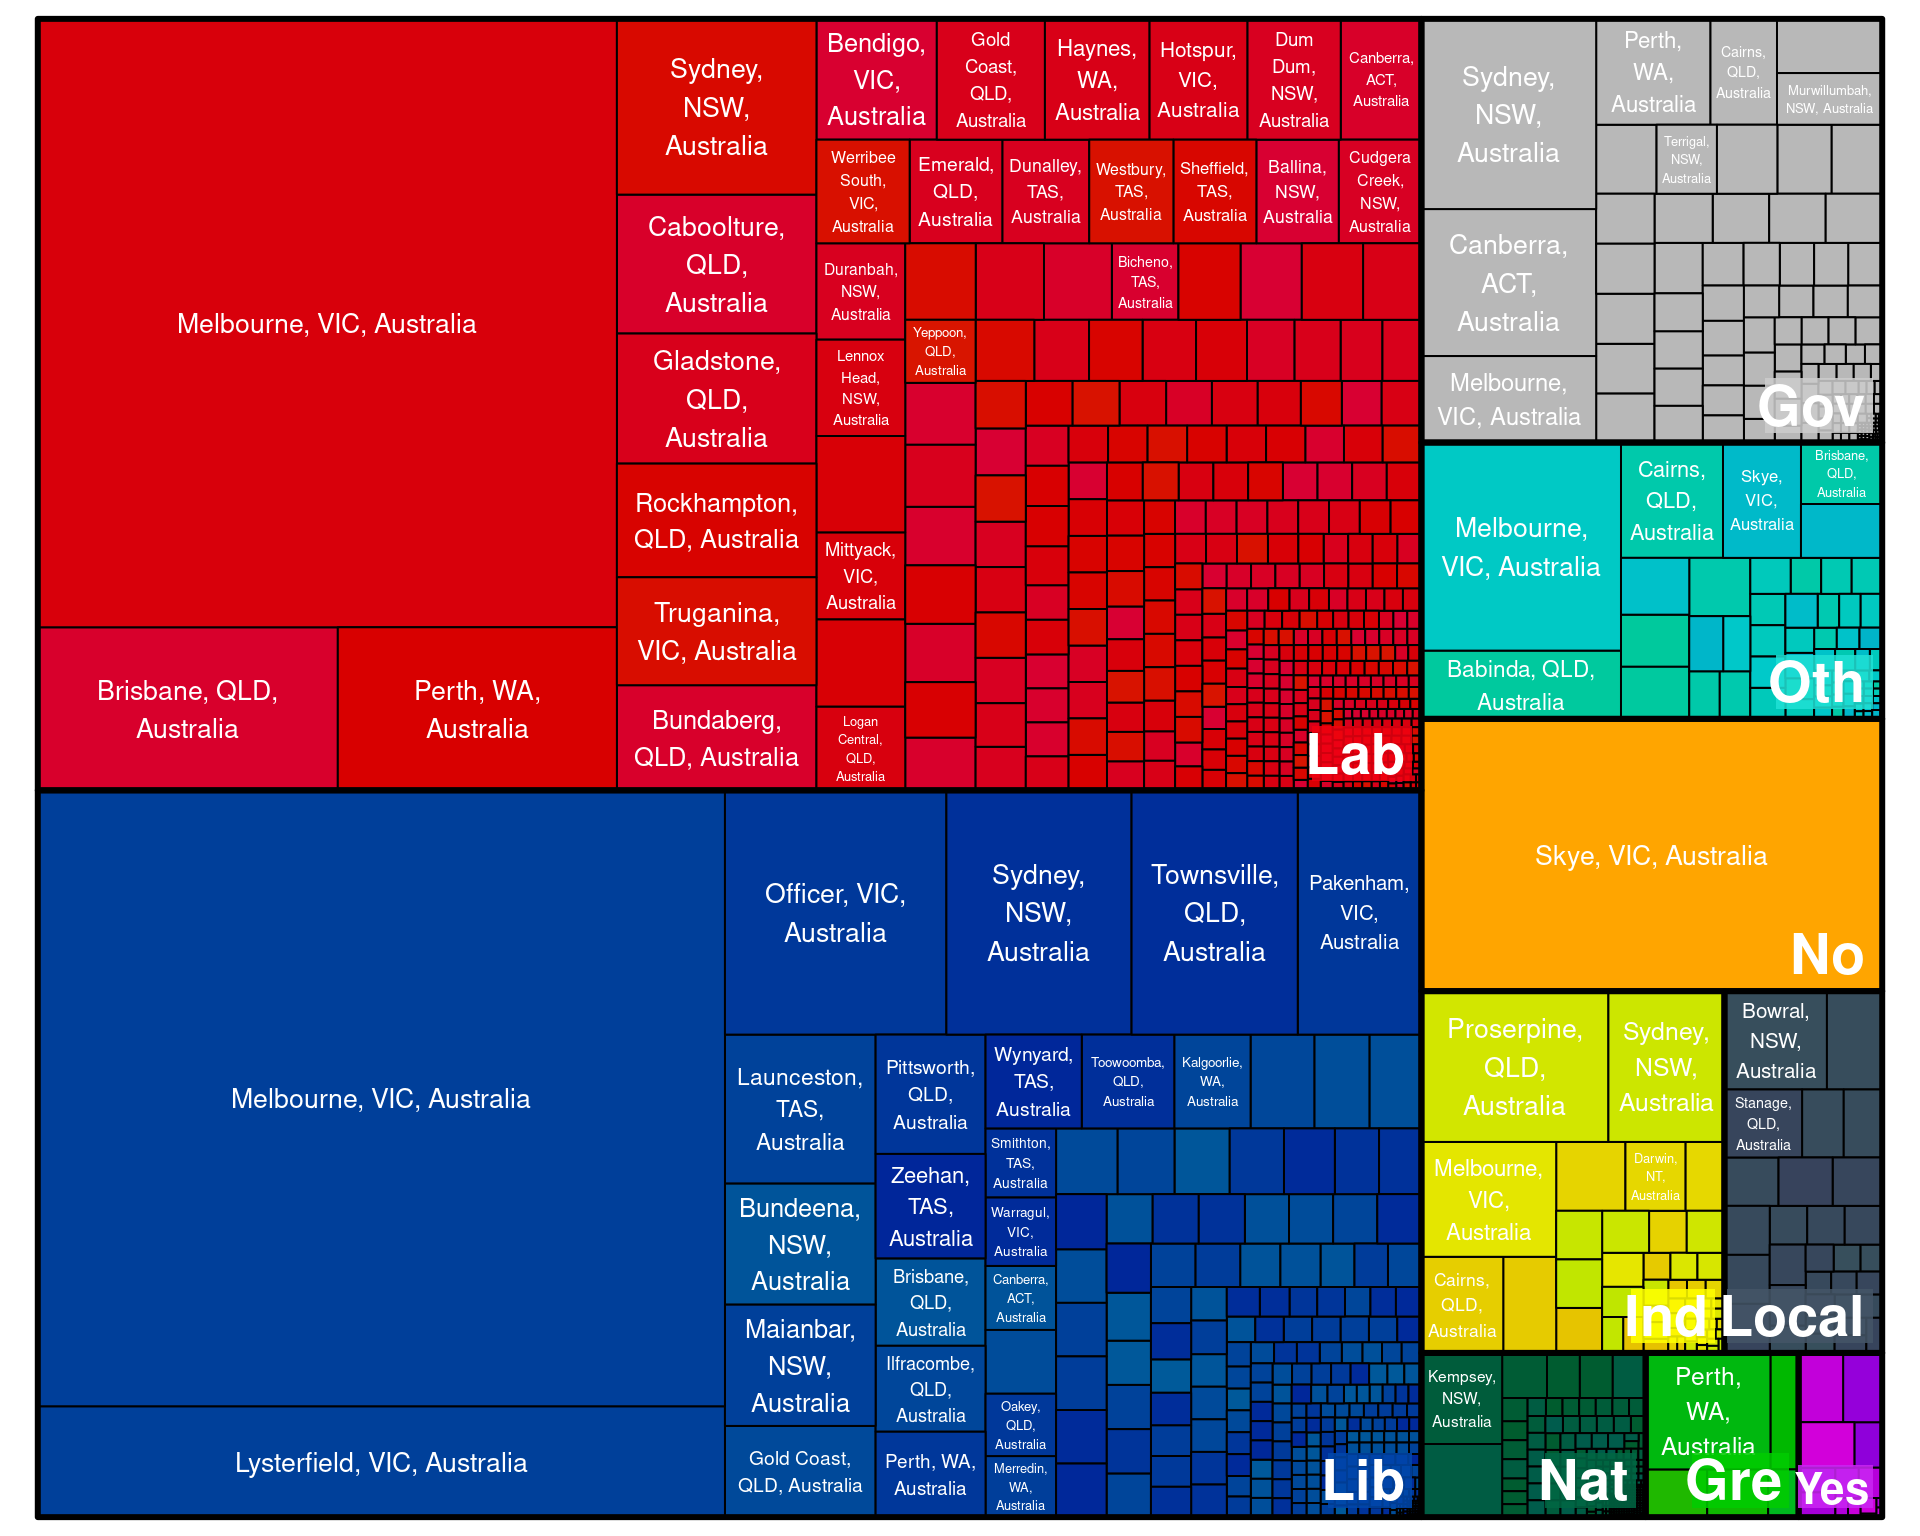 Melbourne, VIC, Australia
Brisbane, QLD,
Australia
Perth, WA,
Australia
Sydney,
NSW,
Australia
Caboolture,
QLD,
Australia
Gladstone,
QLD,
Australia
Rockhampton,
QLD, Australia
Truganina,
VIC, Australia
Bundaberg,
QLD, Australia
Bendigo,
VIC,
Australia
Gold
Coast,
QLD,
Australia
Haynes,
WA,
Australia
Hotspur,
VIC,
Australia
Dum
Dum,
NSW,
Australia
Canberra,
ACT,
Australia
Werribee
South,
VIC,
Australia
Emerald,
QLD,
Australia
Dunalley,
TAS,
Australia
Westbury,
TAS,
Australia
Sheffield,
TAS,
Australia
Ballina,
NSW,
Australia
Cudgera
Creek,
NSW,
Australia
Duranbah,
NSW,
Australia
Bicheno,
TAS,
Australia
Lennox
Head,
NSW,
Australia
Yeppoon,
QLD,
Australia
Mittyack,
VIC,
Australia
Logan
Central,
QLD,
Australia
Lab
Melbourne, VIC, Australia
Lysterfield, VIC, Australia
Officer, VIC,
Australia
Sydney,
NSW,
Australia
Townsville,
QLD,
Australia
Pakenham,
VIC,
Australia
Launceston,
TAS,
Australia
Bundeena,
NSW,
Australia
Maianbar,
NSW,
Australia
Gold Coast,
QLD, Australia
Pittsworth,
QLD,
Australia
Zeehan,
TAS,
Australia
Brisbane,
QLD,
Australia
Ilfracombe,
QLD,
Australia
Perth, WA,
Australia
Wynyard,
TAS,
Australia
Toowoomba,
QLD,
Australia
Kalgoorlie,
WA,
Australia
Smithton,
TAS,
Australia
Warragul,
VIC,
Australia
Canberra,
ACT,
Australia
Oakey,
QLD,
Australia
Merredin,
WA,
Australia
Lib
Sydney,
NSW,
Australia
Canberra,
ACT,
Australia
Melbourne,
VIC, Australia
Perth,
WA,
Australia
Cairns,
QLD,
Australia
Murwillumbah,
NSW, Australia
Terrigal,
NSW,
Australia
Gov
Melbourne,
VIC, Australia
Babinda, QLD,
Australia
Cairns,
QLD,
Australia
Skye,
VIC,
Australia
Brisbane,
QLD,
Australia
Oth
Skye, VIC, Australia
No
Proserpine,
QLD,
Australia
Sydney,
NSW,
Australia
Melbourne,
VIC,
Australia
Darwin,
NT,
Australia
Cairns,
QLD,
Australia
Ind
Bowral,
NSW,
Australia
Stanage,
QLD,
Australia
Local
Kempsey,
NSW,
Australia
Nat
Perth,
WA,
Australia
Gre
Yes